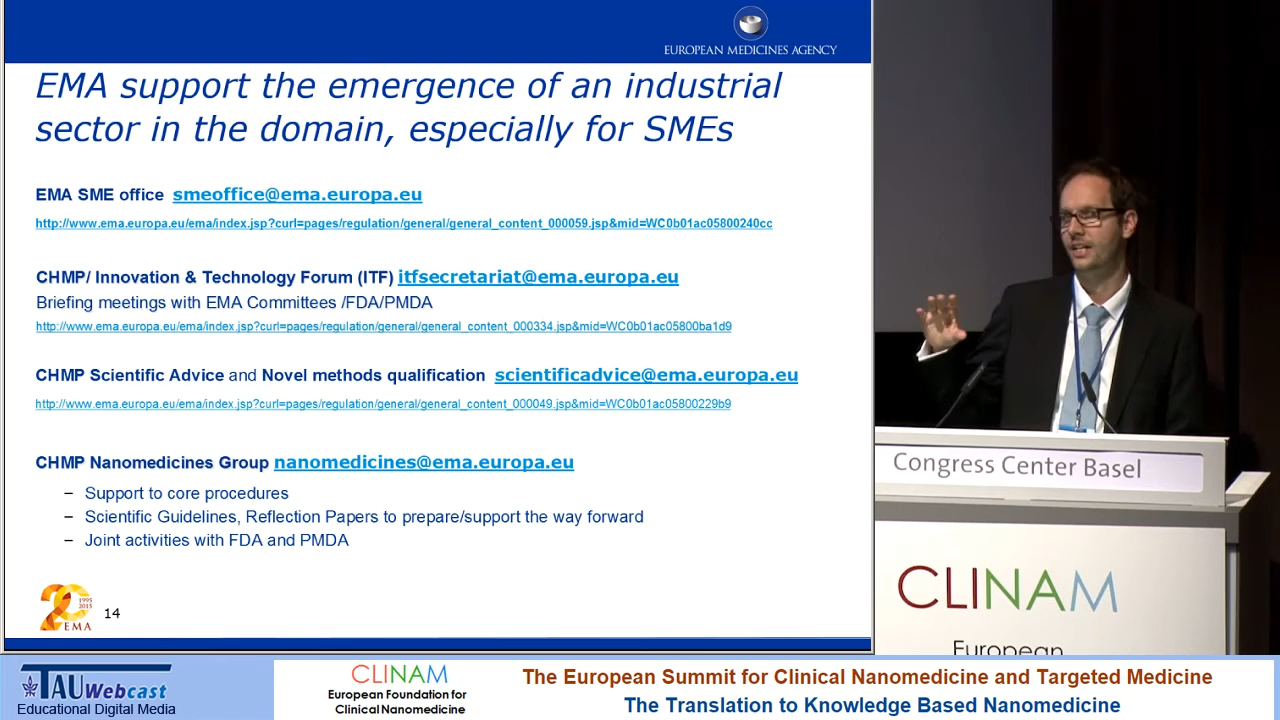 EUROPEAN MEDICINES AGENCY
EMA support the emergence of an industrial
sector in the domain, especially for SMEs
EMA SME office smeoffice@ema.europa.eu
http://www.ema.europa.eu/ema/index.jsp?curl=pages/regulation/general/general_content_000059.jsp&mid=WC0b01ac05800240cc
CHMP/ Innovation & Technology Forum (ITF) itfsecretariat@ema.europa.eu
Briefing meetings with EMA Committees /FDA/PMDA
http://www.ema.europa.eu/ema/index.jsp?curl=pages/regulation/general/general_content_000334.jsp&mid=WC0b01ac05800ba1d9
CHMP Scientific Advice and Novel methods qualification scientificadvice@ema.europa.eu
http://www.ema.europa.eu/ema/index.jsp?curl=pages/regulation/general/general_content_000049.jsp&mid=WC0b01ac05800229b9
CHMP Nanomedicines Group nanomedicines@ema.europa.eu
– Support to core procedures
– Scientific Guidelines, Reflection Papers to prepare/support the way forward
– Joint activities with FDA and PMDA
20
1995
2015
EMA
14
Congress Center Basel
CLINAM
European
TAU Webcast
Educational Digital Media
CLINAM
European Foundation for
Clinical Nanomedicine
The European Summit for Clinical Nanomedicine and Targeted Medicine
The Translation to Knowledge Based Nanomedicine